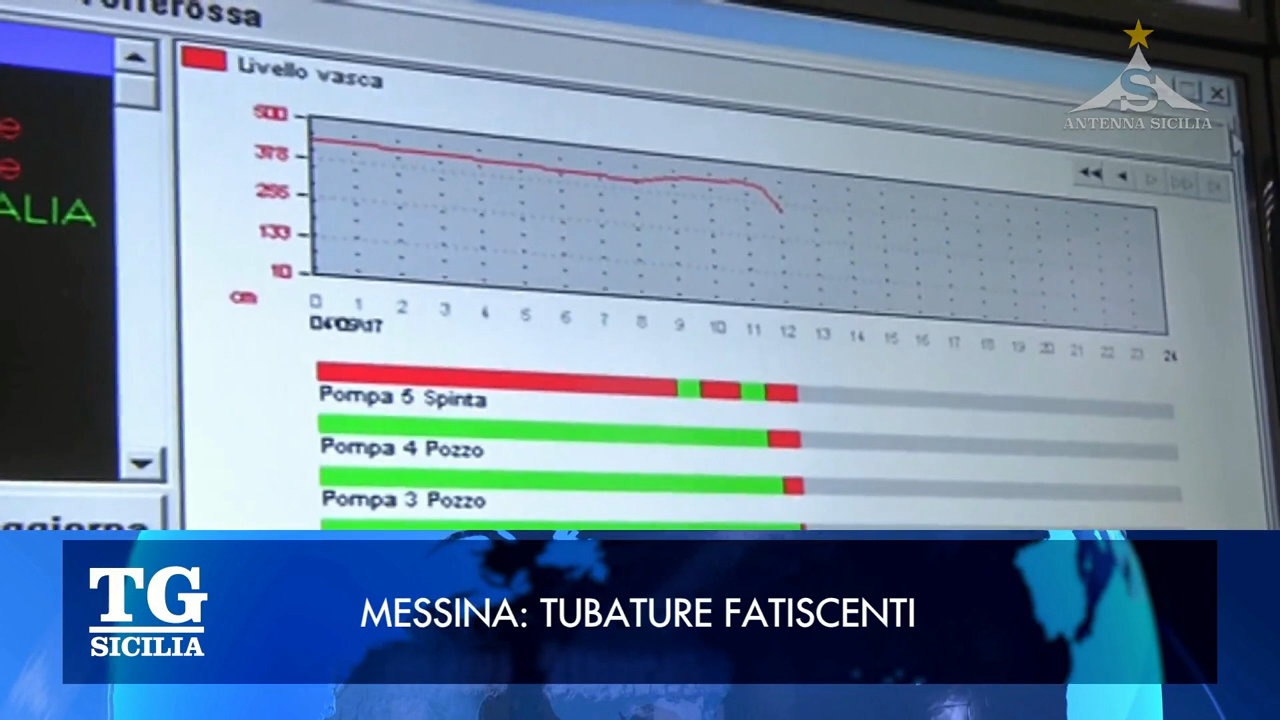 Livello vasca
ANTENNA SICILIA
500
378
255
133
10
cm
0 1 2 3 4 5 6 7 8 9 10 11 12 13 14 15 16 17 18 19 20 21 22 23 24
04\09\17
ALIA
Pompa 5 Spinta
Pompa 4 Pozzo
Pompa 3 Pozzo
TG
SICILIA
MESSINA: TUBATURE FATISCENTI